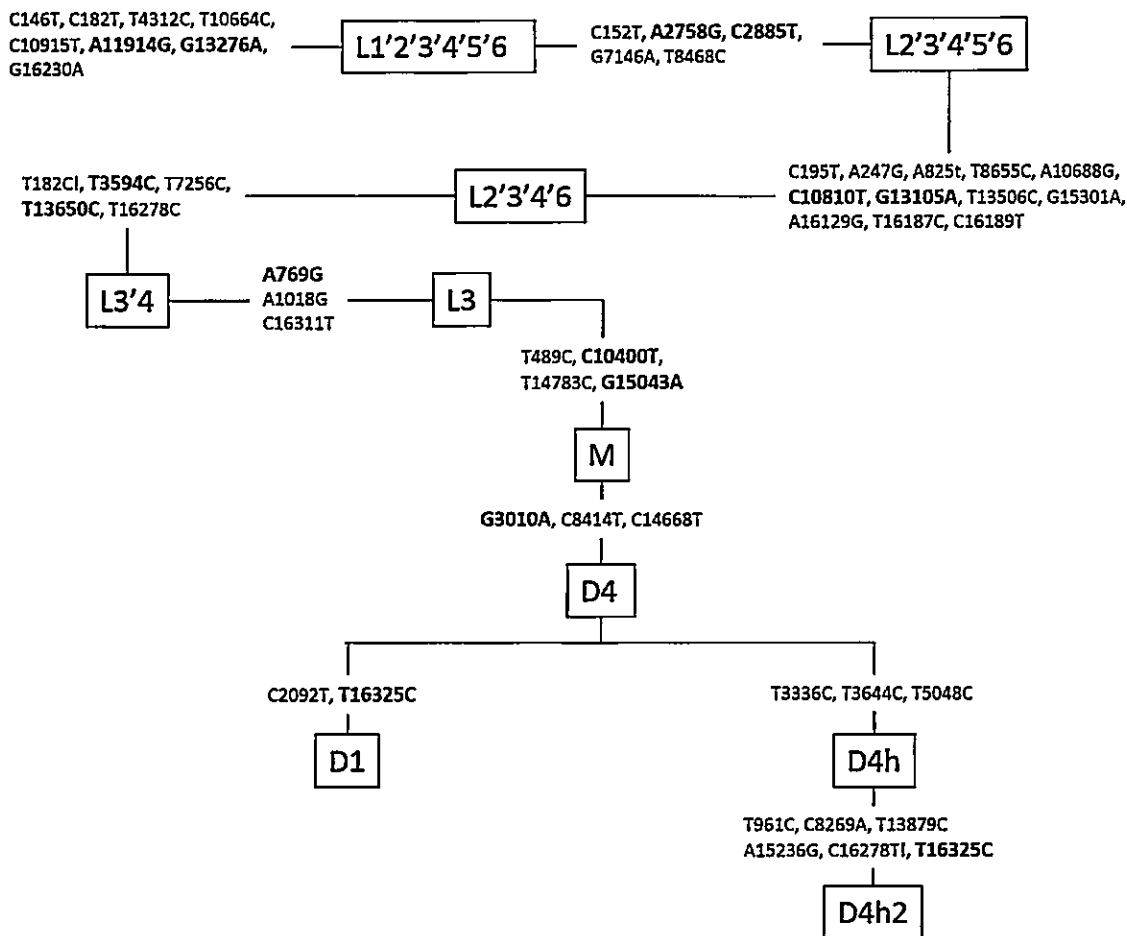 C146T, C182T, T4312C, T10664C,
C10915T, A11914G, G13276A,
G16230A
L1'2'3'4'5'6
C152T, A2758G, C2885T,
G7146A, T8468C
L2'3'4'5'6
C195T, A247G, A825t, T8655C, A10688G,
C10810T, G13105A, T13506C, G15301A,
A16129G, T16187C, C16189T
L2'3'4'6
T182C!, T3594C, T7256C,
T13650C, T16278C
L3'4
A769G
A1018G
C16311T
L3
T489C, C10400T,
T14783C, G15043A
M
G3010A, C8414T, C14668T
D4
C2092T, T16325C
D1
T3336C, T3644C, T5048C
D4h
T961C, C8269A, T13879C
A15236G, C16278T!, T16325C
D4h2